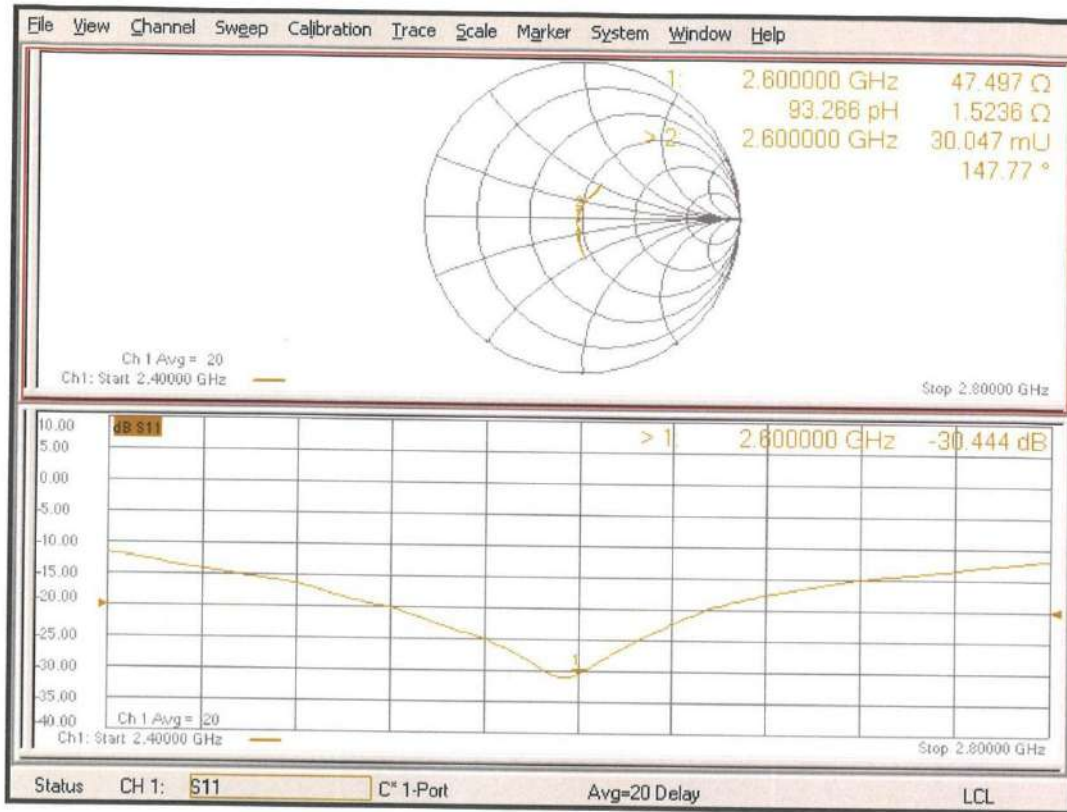 File View Channel Sweep Calibration Trace Scale Marker System Window Help
1: 2.600000 GHz 47.497 Ω
93.266 pH 1.5236 Ω
> 2 2.600000 GHz 30.047 mU
147.77 °
Ch 1 Avg = 20
Ch1: Start 2.40000 GHz
Stop 2.80000 GHz
10.00
dB S11
> 1: 2.600000 GHz -30.444 dB
5.00
0.00
-5.00
-10.00
-15.00
-20.00
-25.00
1
-30.00
-35.00
-40.00
Ch 1 Avg = 20
Ch1: Start 2.40000 GHz
Stop 2.80000 GHz
Status CH 1: S11 C* 1-Port Avg=20 Delay LCL